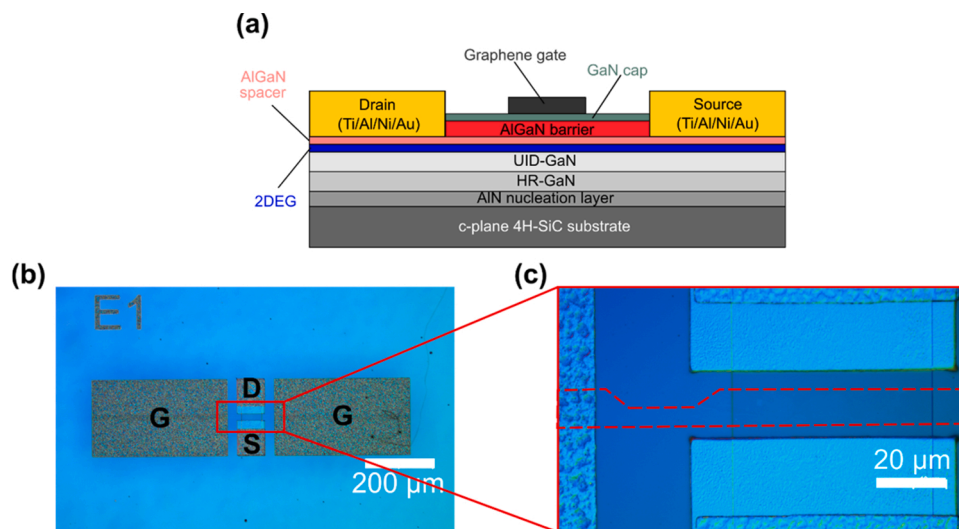 (a)
Graphene gate
GaN cap
AlGaN
spacer
Drain
(Ti/Al/Ni/Au)
Source
(Ti/Al/Ni/Au)
AlGaN barrier
UID-GaN
HR-GaN
2DEG
AlN nucleation layer
c-plane 4H-SiC substrate
(b)
(c)
E1
D
G
G
S
200 μm
20 μm